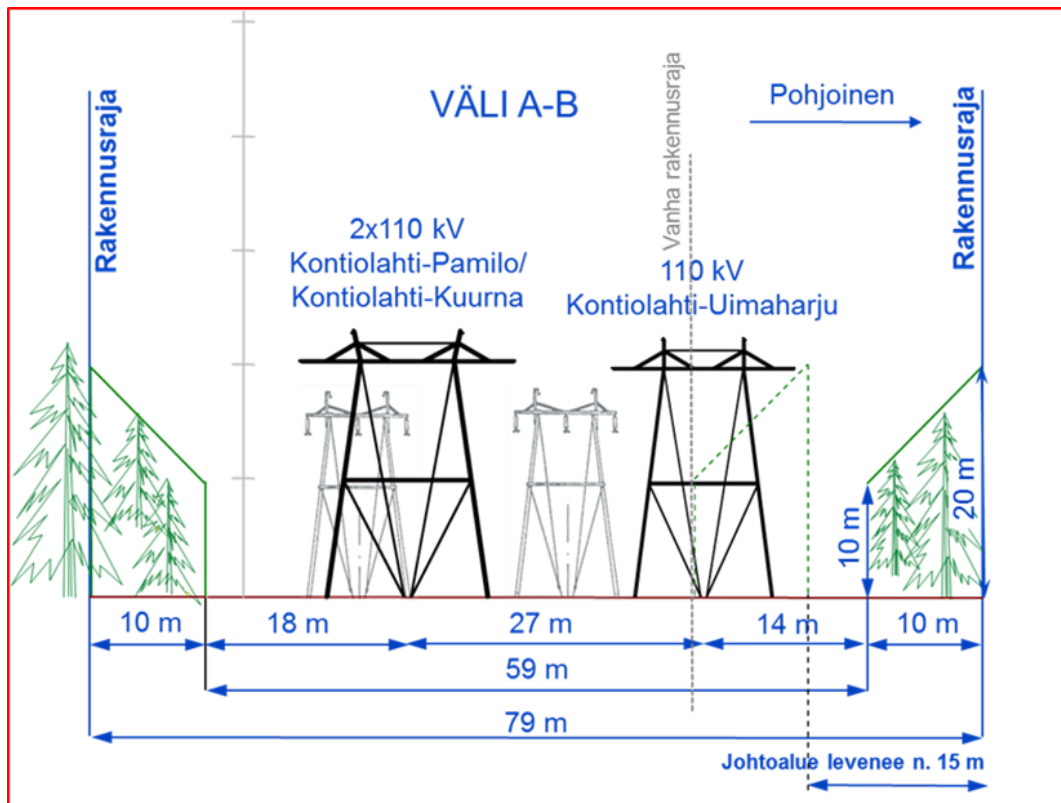 VÄLI A-B
Pohjoinen
Rakennusraja
Vanha rakennusraja
Rakennusraja
2x110 kV
Kontiolahti-Pamilo/
Kontiolahti-Kuurna
110 kV
Kontiolahti-Uimaharju
20 m
10 m
10 m
18 m
27 m
14 m
10 m
59 m
79 m
Johtoalue levenee n. 15 m